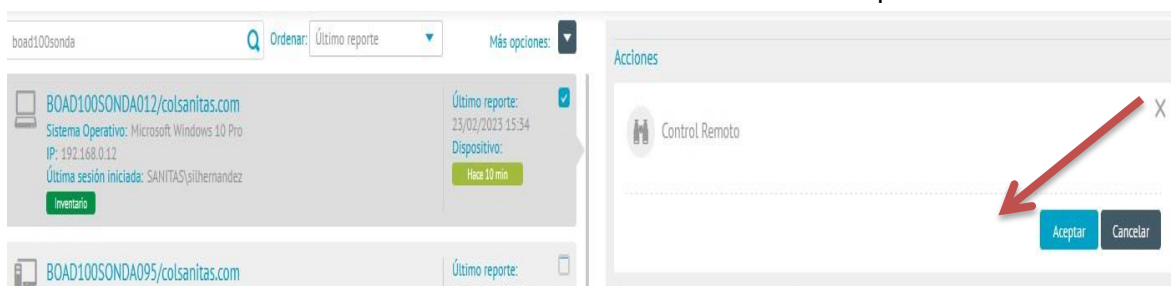 boad100sonda
Ordenar: Último reporte
Más opciones:
BOAD100SONDA012/colsanitas.com
Sistema Operativo: Microsoft Windows 10 Pro
IP: 192.168.0.12
Última sesión iniciada: SANITAS\silhernandez
Inventario
Último reporte:
23/02/2023 15:34
Dispositivo:
Hace 10 min
BOAD100SONDA095/colsanitas.com
Último reporte:
Acciones
Control Remoto
Aceptar
Cancelar